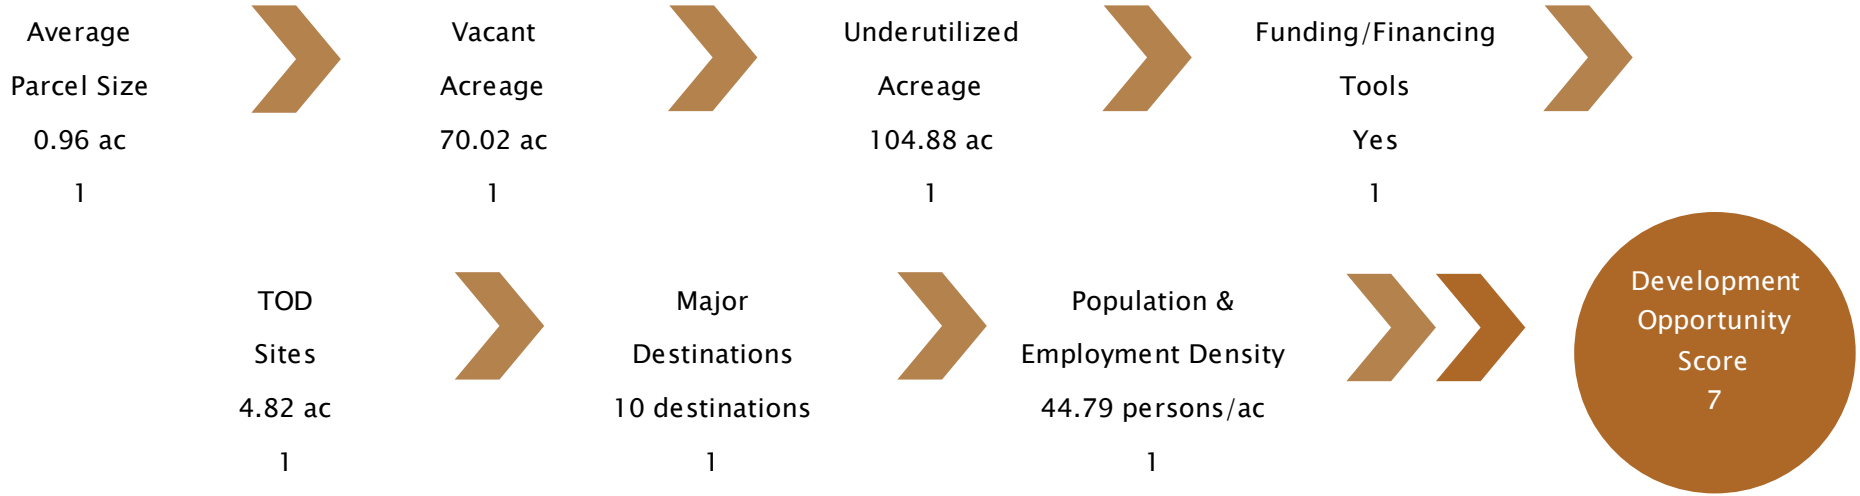 Average
Parcel Size
0.96 ac
1
Vacant
Acreage
70.02 ac
1
Underutilized
Acreage
104.88 ac
1
Funding/Financing
Tools
Yes
1
TOD
Sites
4.82 ac
1
Major
Destinations
10 destinations
1
Population &
Employment Density
44.79 persons/ac
1
Development
Opportunity
Score
7